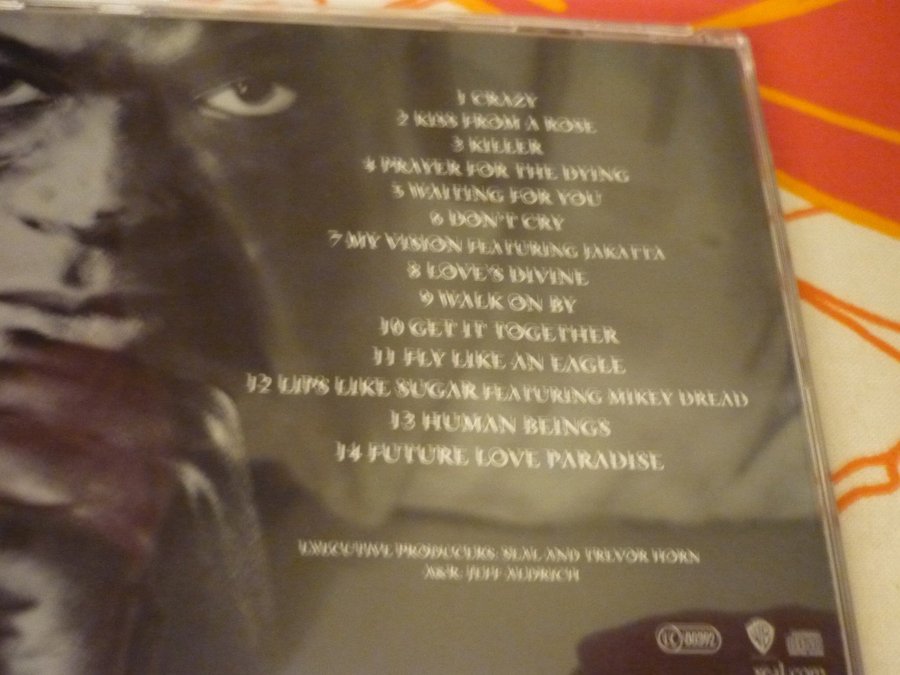 1 CRAZY
2 KISS FROM A ROSE
3 KILLER
4 PRAYER FOR THE DYING
5 WAITING FOR YOU
6 DON'T CRY
7 MY VISION FEATURING JAKATTA
8 LOVE'S DIVINE
9 WALK ON BY
10 GET IT TOGETHER
11 FLY LIKE AN EAGLE
12 LIPS LIKE SUGAR FEATURING MIKEY DREAD
13 HUMAN BEINGS
14 FUTURE LOVE PARADISE
EXECUTIVE PRODUCERS: SEAL AND TREVOR HORN
A&R: JEFF ALDRICH
LC 00392